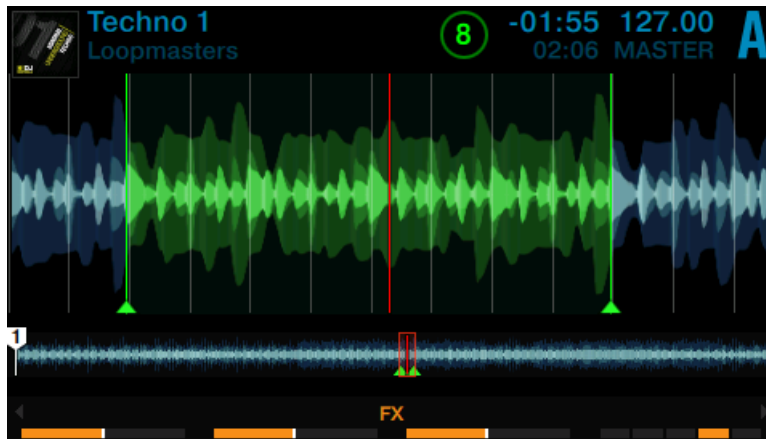 Techno 1
Loopmasters
8
-01:55 127.00
02:06 MASTER
A
1
FX